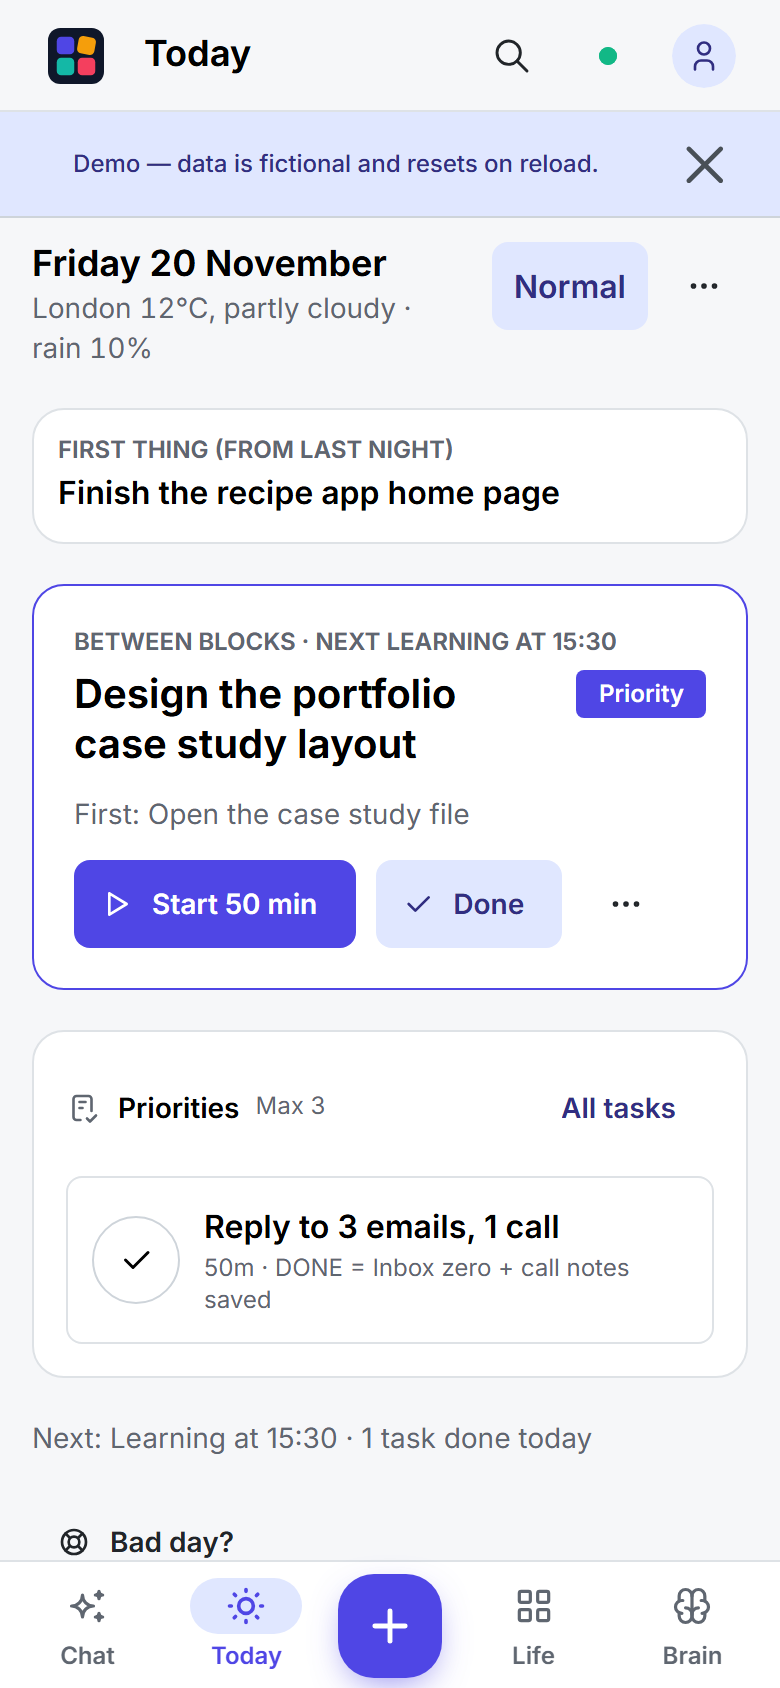 Today
Demo — data is fictional and resets on reload.
Friday 20 November
Normal
London 12°C, partly cloudy ·
rain 10%
FIRST THING (FROM LAST NIGHT)
Finish the recipe app home page
BETWEEN BLOCKS · NEXT LEARNING AT 15:30
Design the portfolio
case study layout
Priority
First: Open the case study file
Start 50 min
Done
Priorities Max 3
All tasks
Reply to 3 emails, 1 call
50m · DONE = Inbox zero + call notes
saved
Next: Learning at 15:30 · 1 task done today
Bad day?
Chat
Today
Life
Brain